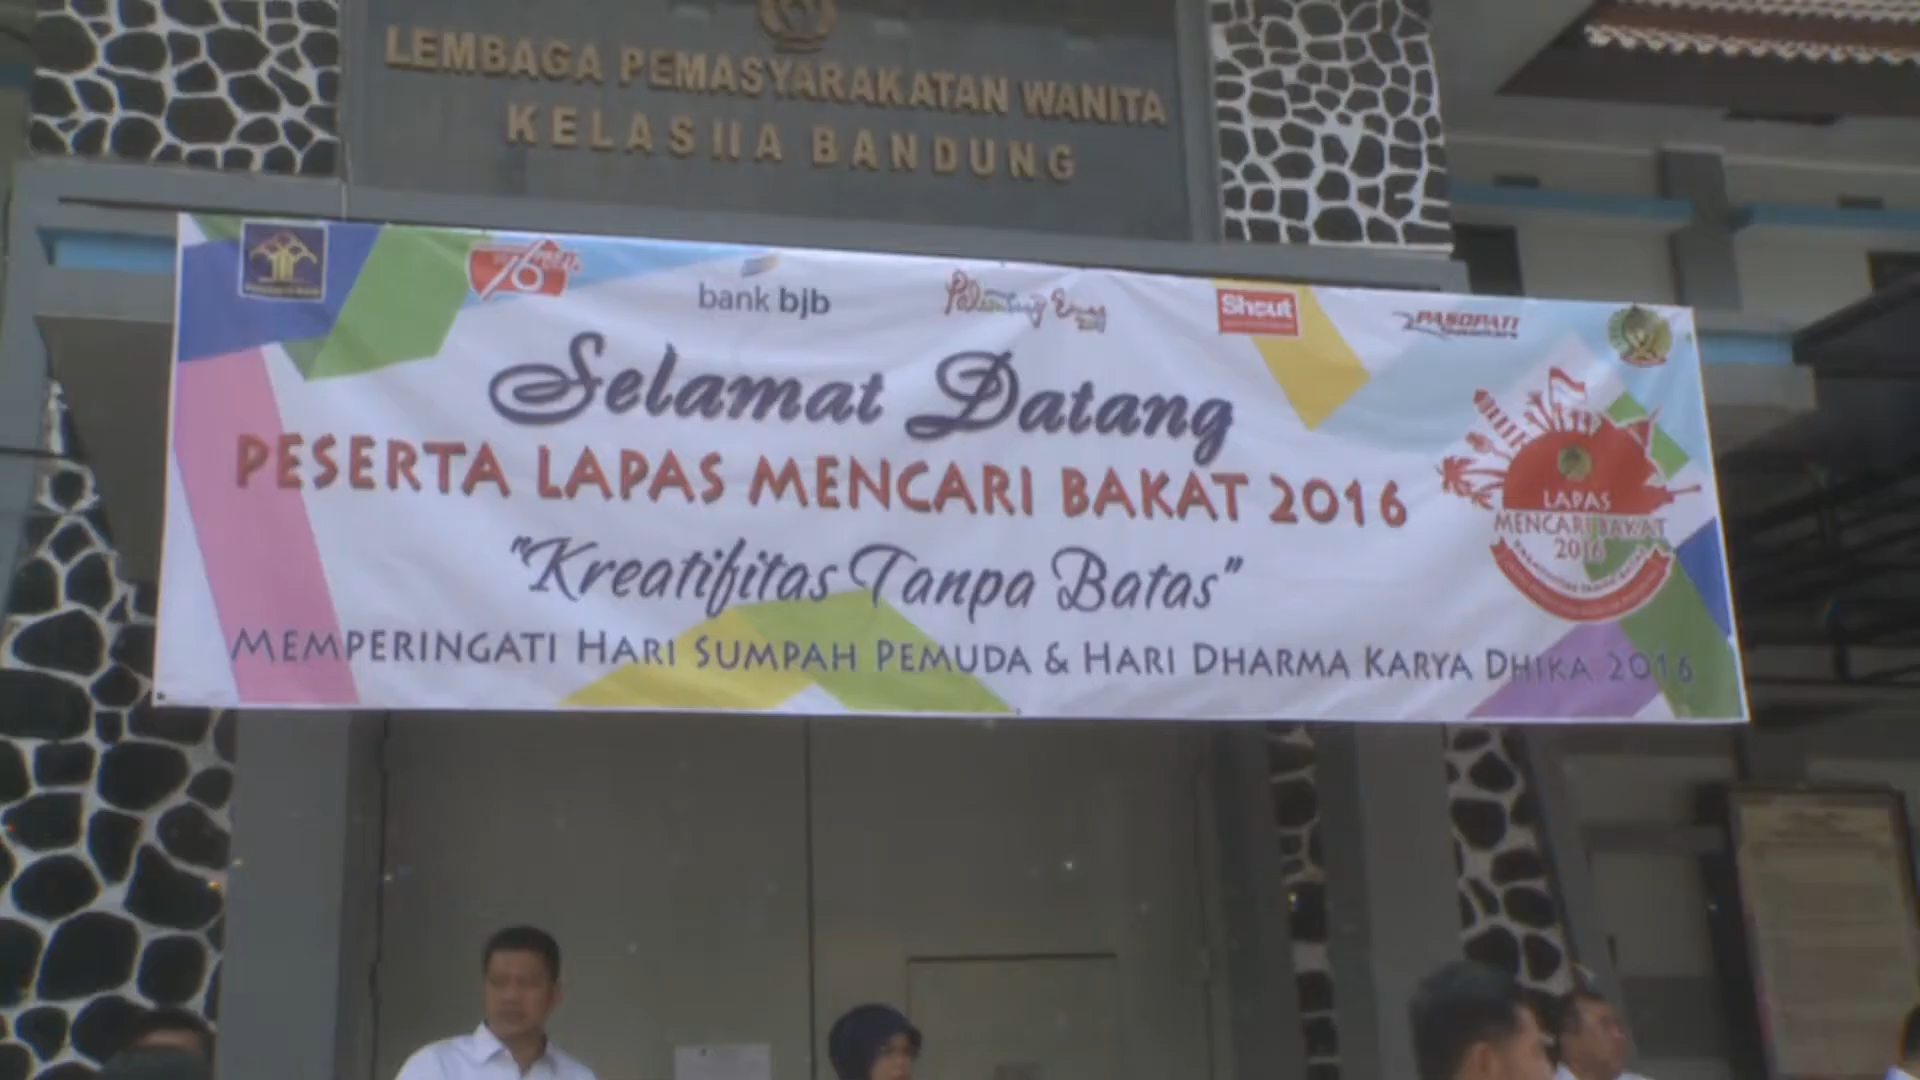 LEMBAGA PEMASYARAKATAN WANITA
KELAS IIA BANDUNG
bank bjb
Shout
PASOPATI
Selamat Datang
PESERTA LAPAS MENCARI BAKAT 2016
"Kreatifitas Tanpa Batas"
MEMPERINGATI HARI SUMPAH PEMUDA & HARI DHARMA KARYA DHIKA 2016
LAPAS
MENCARI BAKAT
2016